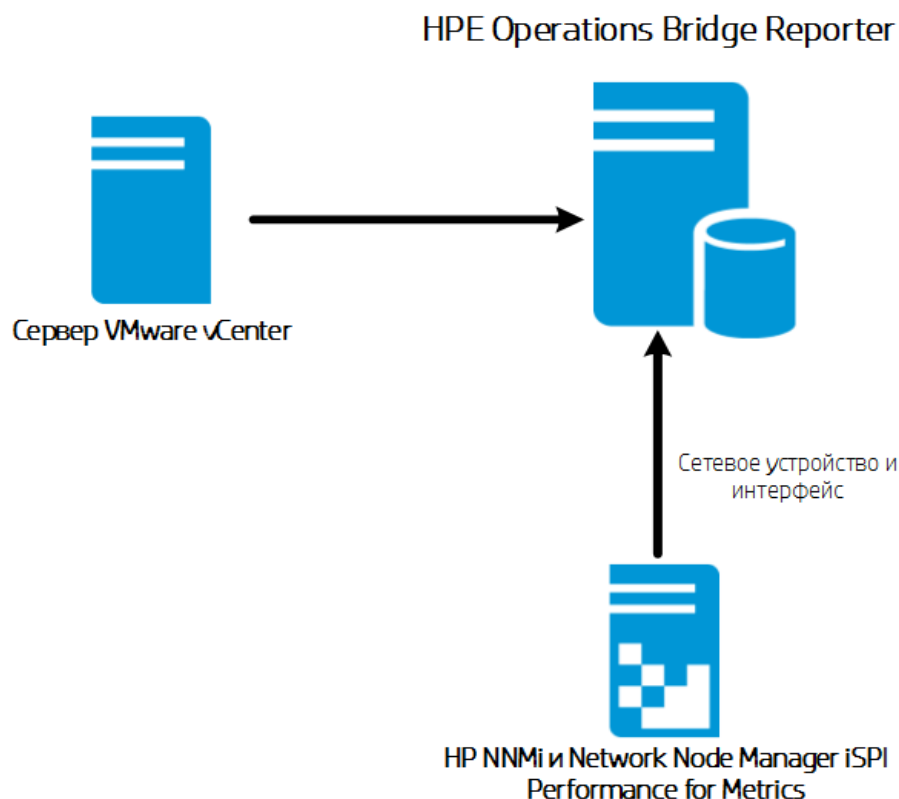 HPE Operations Bridge Reporter
Сервер VMware vCenter
Сетевое устройство и
интерфейс
HP NNMi и Network Node Manager iSPI
Performance for Metrics